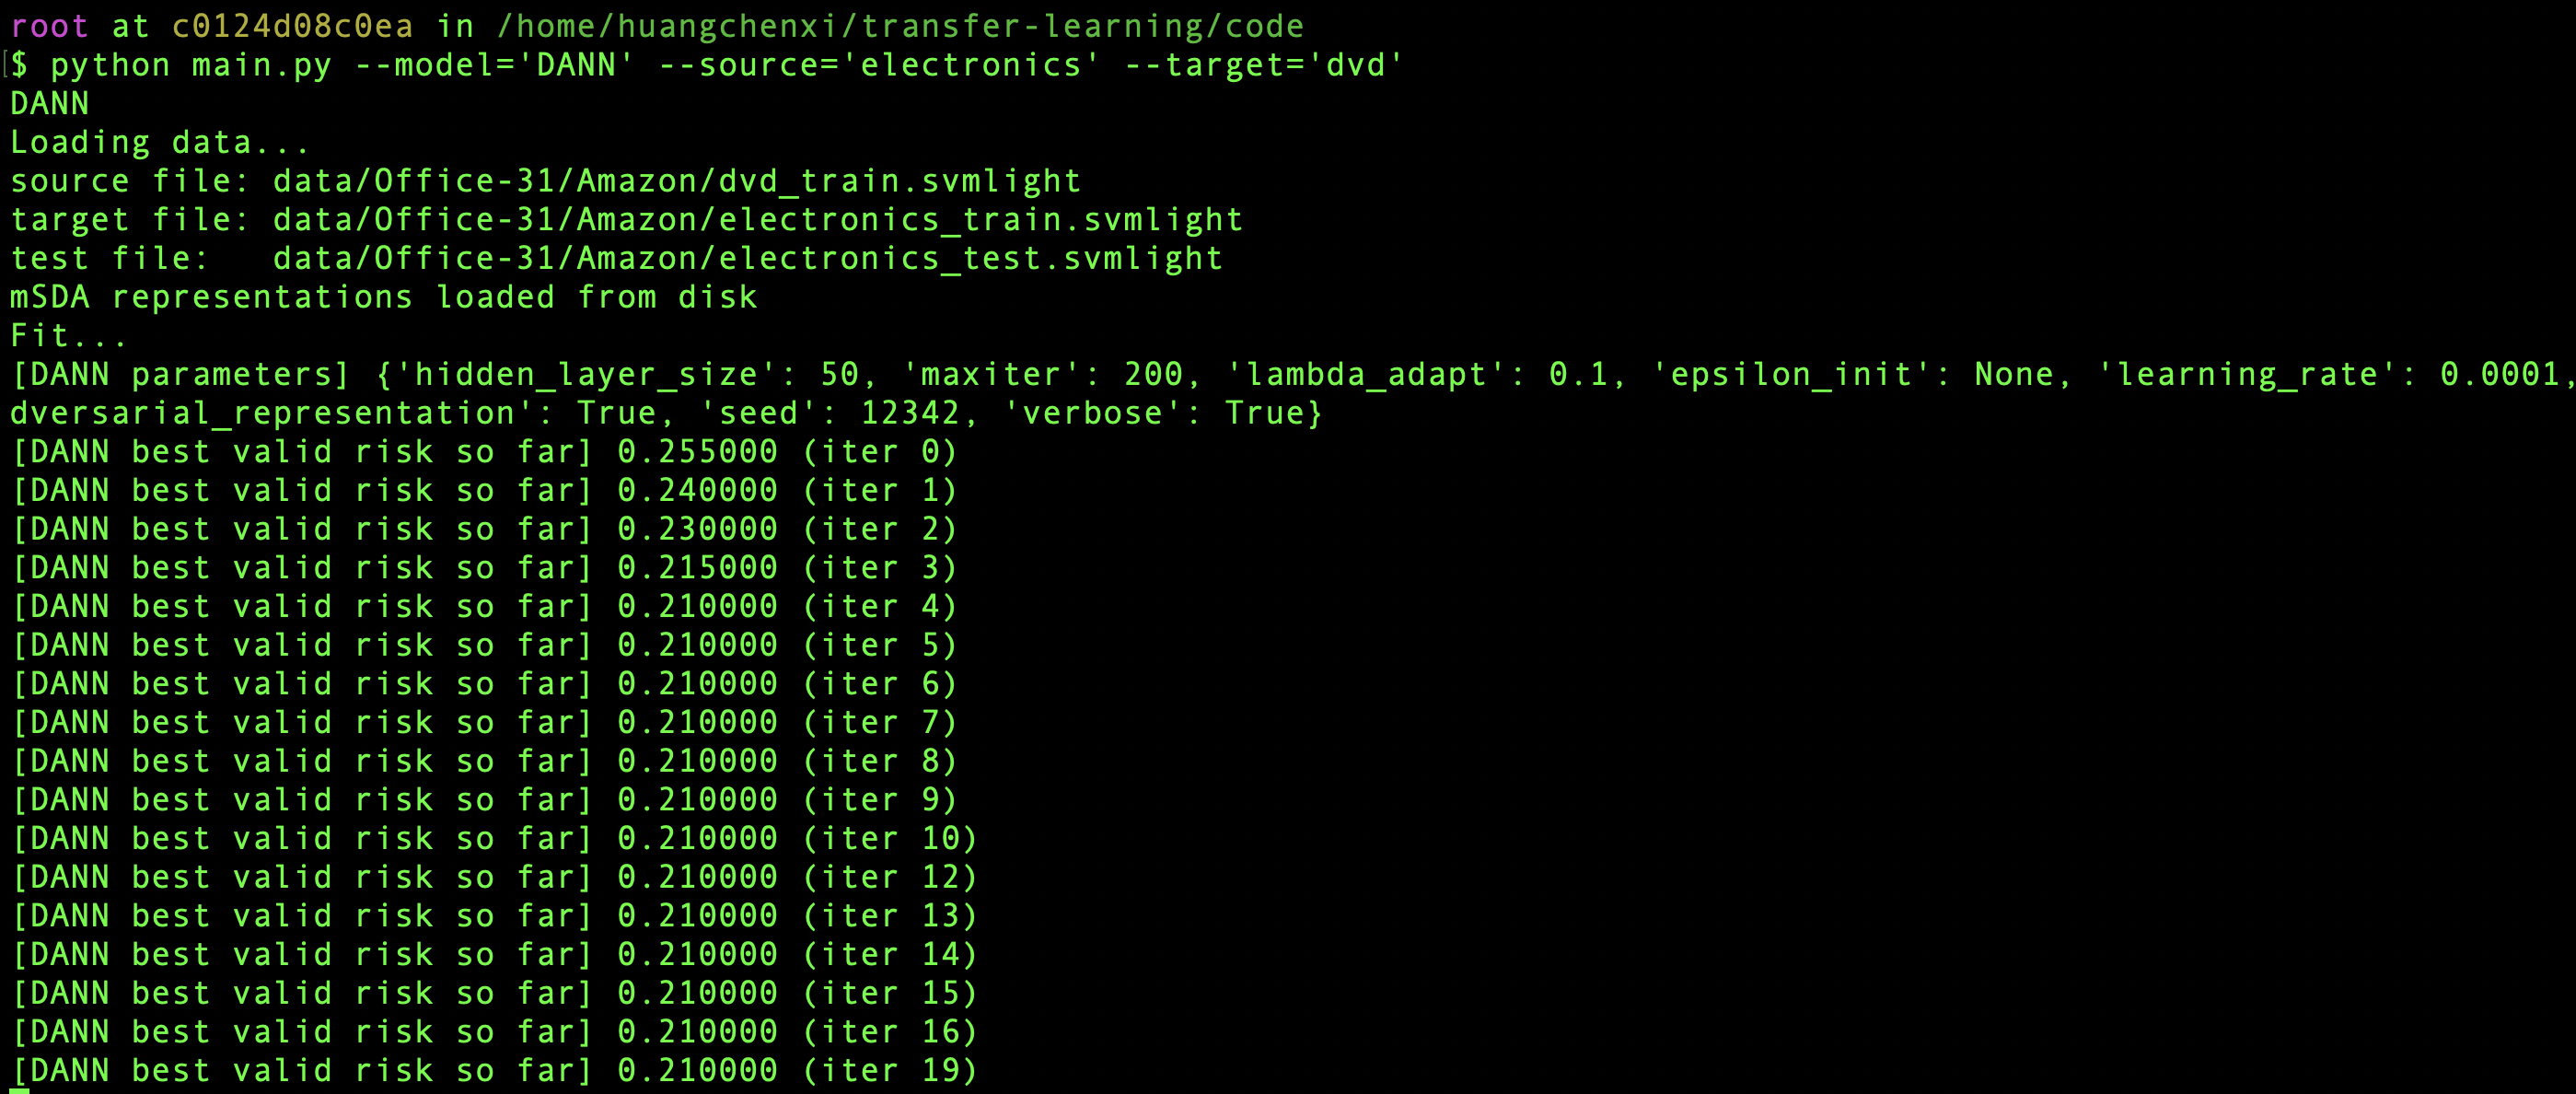 root at c0124d08c0ea in /home/huangchenxi/transfer-learning/code
[$ python main.py --model='DANN' --source='electronics' --target='dvd'
DANN
Loading data...
source file: data/Office-31/Amazon/dvd_train.svmlight
target file: data/Office-31/Amazon/electronics_train.svmlight
test file:   data/Office-31/Amazon/electronics_test.svmlight
mSDA representations loaded from disk
Fit...
[DANN parameters] {'hidden_layer_size': 50, 'maxiter': 200, 'lambda_adapt': 0.1, 'epsilon_init': None, 'learning_rate': 0.0001,
dversarial_representation': True, 'seed': 12342, 'verbose': True}
[DANN best valid risk so far] 0.255000 (iter 0)
[DANN best valid risk so far] 0.240000 (iter 1)
[DANN best valid risk so far] 0.230000 (iter 2)
[DANN best valid risk so far] 0.215000 (iter 3)
[DANN best valid risk so far] 0.210000 (iter 4)
[DANN best valid risk so far] 0.210000 (iter 5)
[DANN best valid risk so far] 0.210000 (iter 6)
[DANN best valid risk so far] 0.210000 (iter 7)
[DANN best valid risk so far] 0.210000 (iter 8)
[DANN best valid risk so far] 0.210000 (iter 9)
[DANN best valid risk so far] 0.210000 (iter 10)
[DANN best valid risk so far] 0.210000 (iter 12)
[DANN best valid risk so far] 0.210000 (iter 13)
[DANN best valid risk so far] 0.210000 (iter 14)
[DANN best valid risk so far] 0.210000 (iter 15)
[DANN best valid risk so far] 0.210000 (iter 16)
[DANN best valid risk so far] 0.210000 (iter 19)